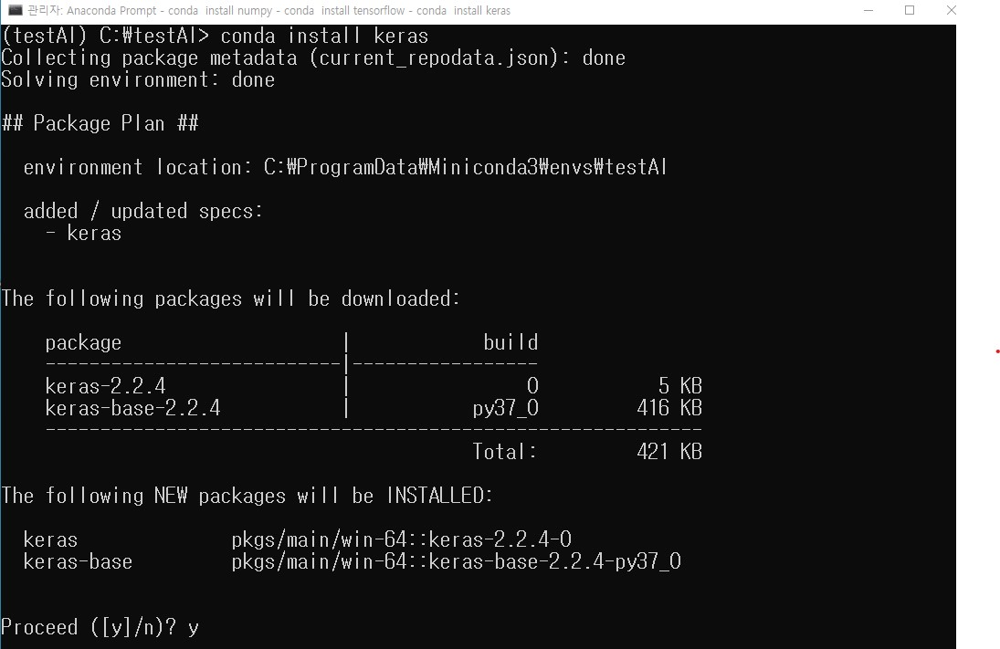 관리자: Anaconda Prompt - conda  install numpy - conda  install tensorflow - conda  install keras
(testAI) C:₩testAI> conda install keras
Collecting package metadata (current_repodata.json): done
Solving environment: done
## Package Plan ##
environment location: C:₩ProgramData₩Miniconda3₩envs₩testAI
added / updated specs:
- keras
The following packages will be downloaded:
package | build
---------------------------|-----------------
keras-2.2.4 | 0 5 KB
keras-base-2.2.4 | py37_0 416 KB
------------------------------------------------------------
Total: 421 KB
The following NEW packages will be INSTALLED:
keras pkgs/main/win-64::keras-2.2.4-0
keras-base pkgs/main/win-64::keras-base-2.2.4-py37_0
Proceed ([y]/n)? y